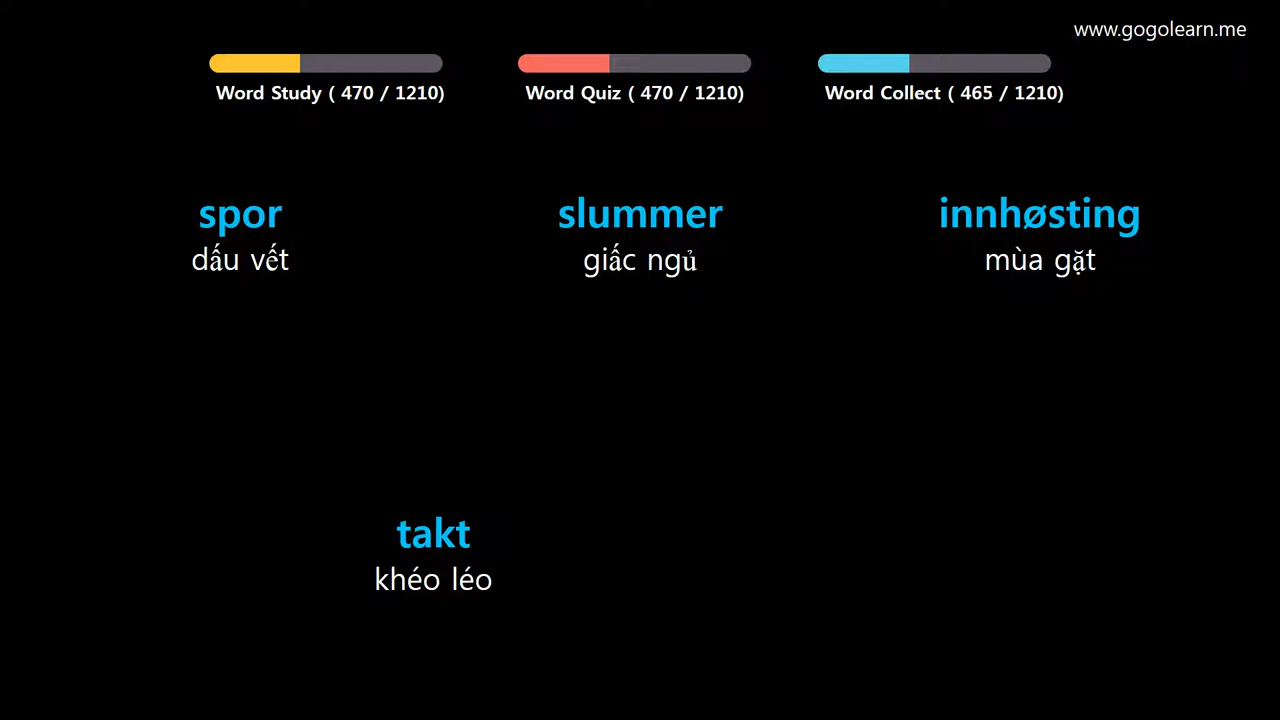 www.gogolearn.me
Word Study ( 470 / 1210)
Word Quiz ( 470 / 1210)
Word Collect ( 465 / 1210)
spor
dấu vết
slummer
giấc ngủ
innhøsting
mùa gặt
takt
khéo léo